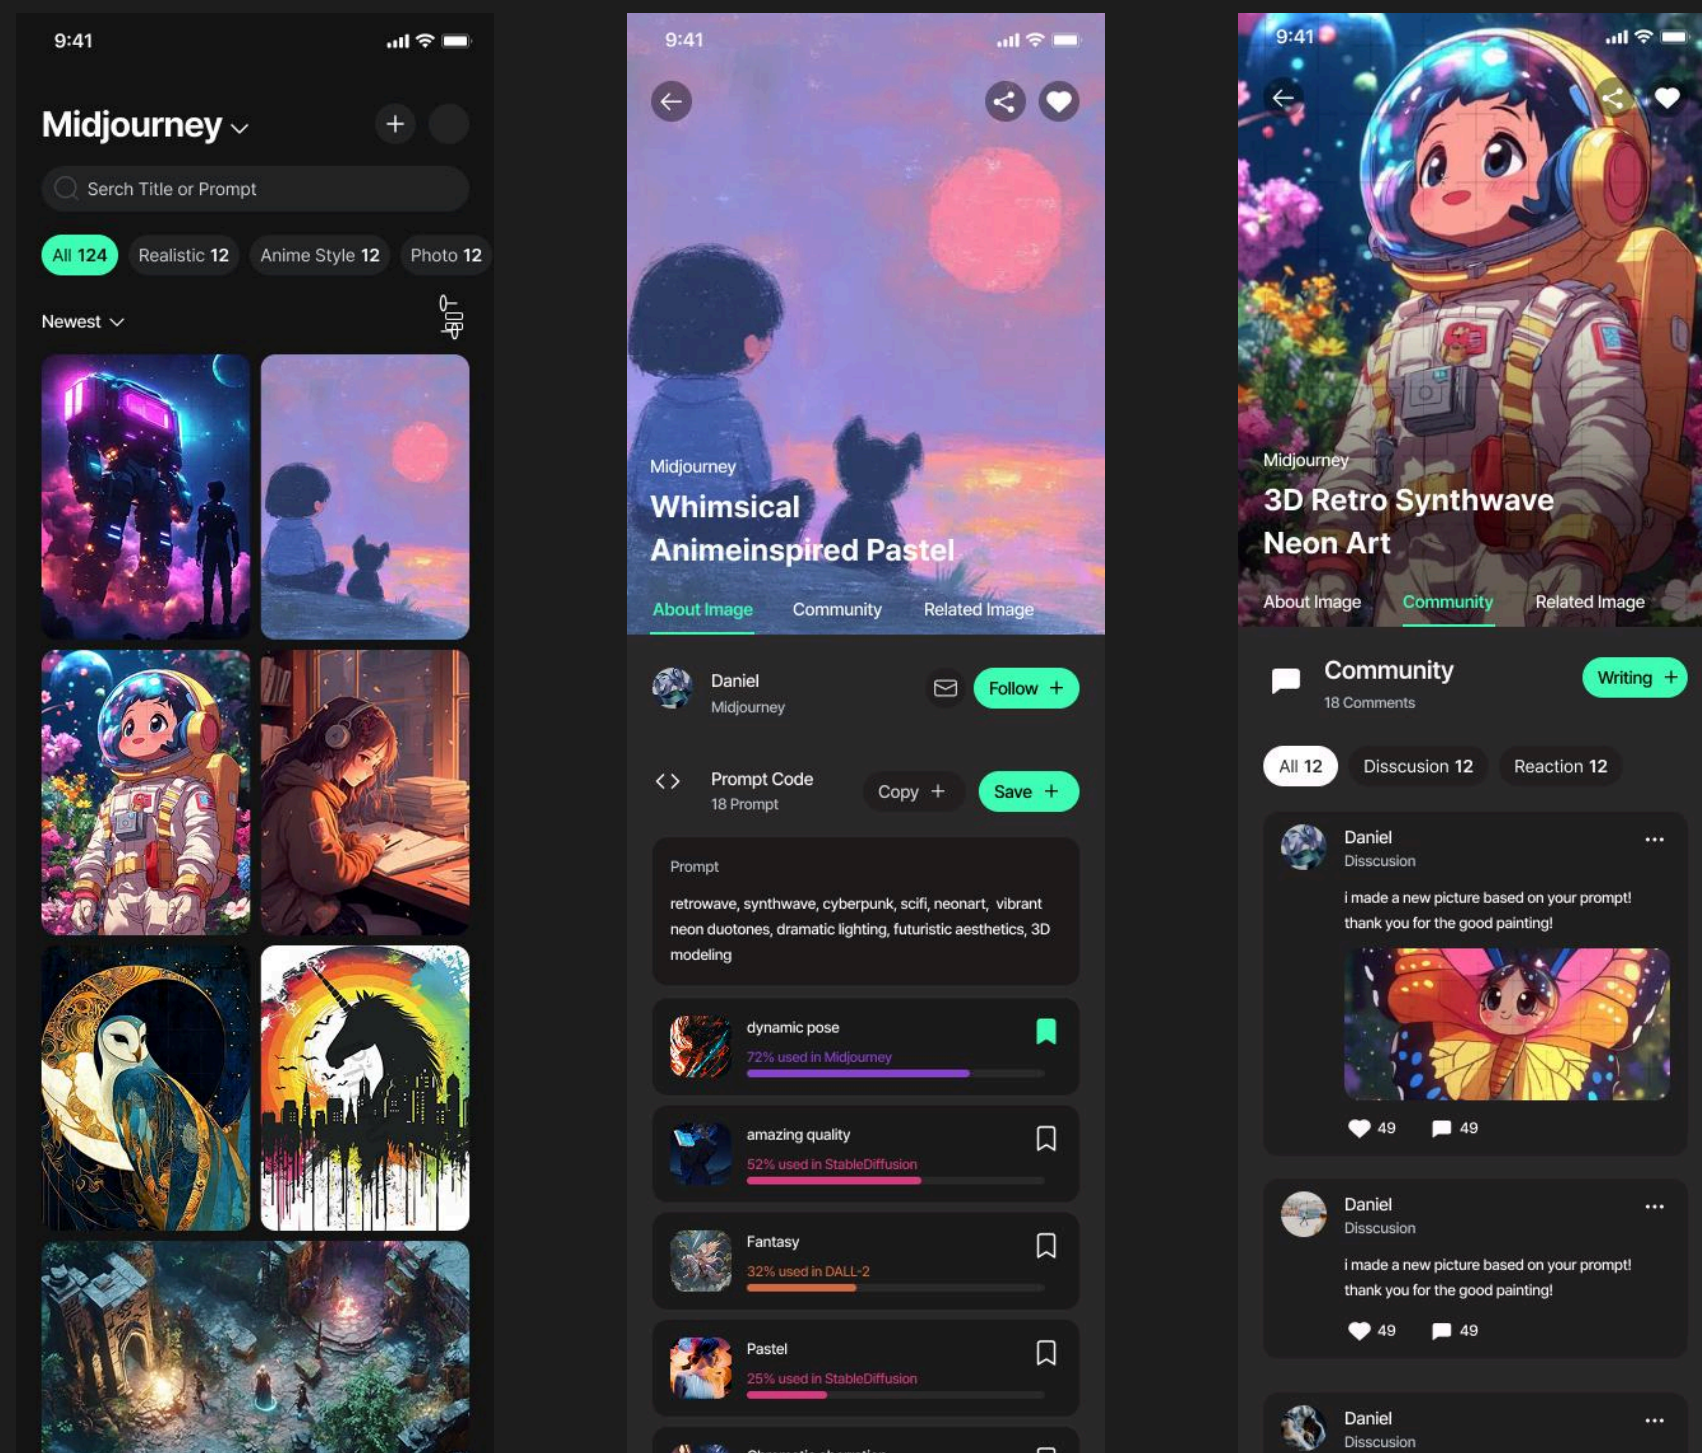 9:41
Midjourney
Serch Title or Prompt
All 124
Realistic 12
Anime Style 12
Photo 12
Newest
9:41
Midjourney
Whimsical
Animeinspired Pastel
About Image
Community
Related Image
Daniel
Midjourney
Follow +
Prompt Code
18 Prompt
Copy +
Save +
Prompt
retrowave, synthwave, cyberpunk, scifi, neonart, vibrant
neon duotones, dramatic lighting, futuristic aesthetics, 3D
modeling
dynamic pose
72% used in Midjourney
amazing quality
52% used in StableDiffusion
Fantasy
32% used in DALL-2
Pastel
25% used in StableDiffusion
9:41
Midjourney
3D Retro Synthwave
Neon Art
About Image
Community
Related Image
Community
18 Comments
Writing +
All 12
Disscusion 12
Reaction 12
Daniel
Disscusion
i made a new picture based on your prompt!
thank you for the good painting!
49
49
Daniel
Disscusion
i made a new picture based on your prompt!
thank you for the good painting!
49
49
Daniel
Disscusion